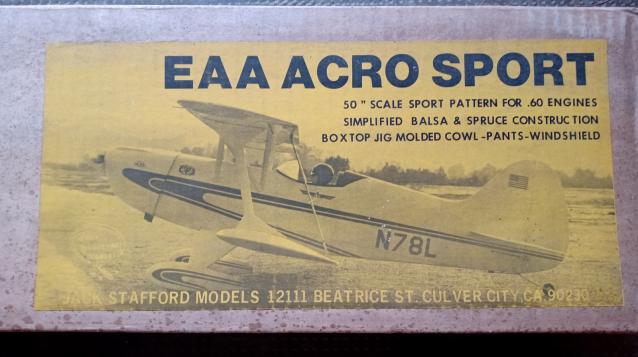 EAA ACRO SPORT
50" SCALE SPORT PATTERN FOR .60 ENGINES
SIMPLIFIED BALSA & SPRUCE CONSTRUCTION
BOXTOP JIG MOLDED COWL-PANTS-WINDSHIELD
N78L
JACK STAFFORD MODELS 12111 BEATRICE ST. CULVER CITY, CA. 90230